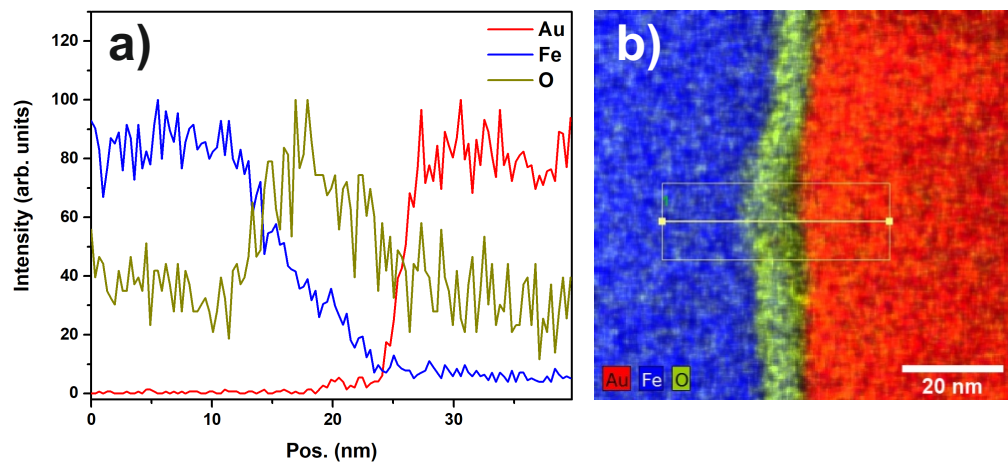 a)
Au
Fe
O
120
100
80
60
40
20
0
0
10
20
30
Intensity (arb. units)
Pos. (nm)
b)
Au Fe O
20 nm